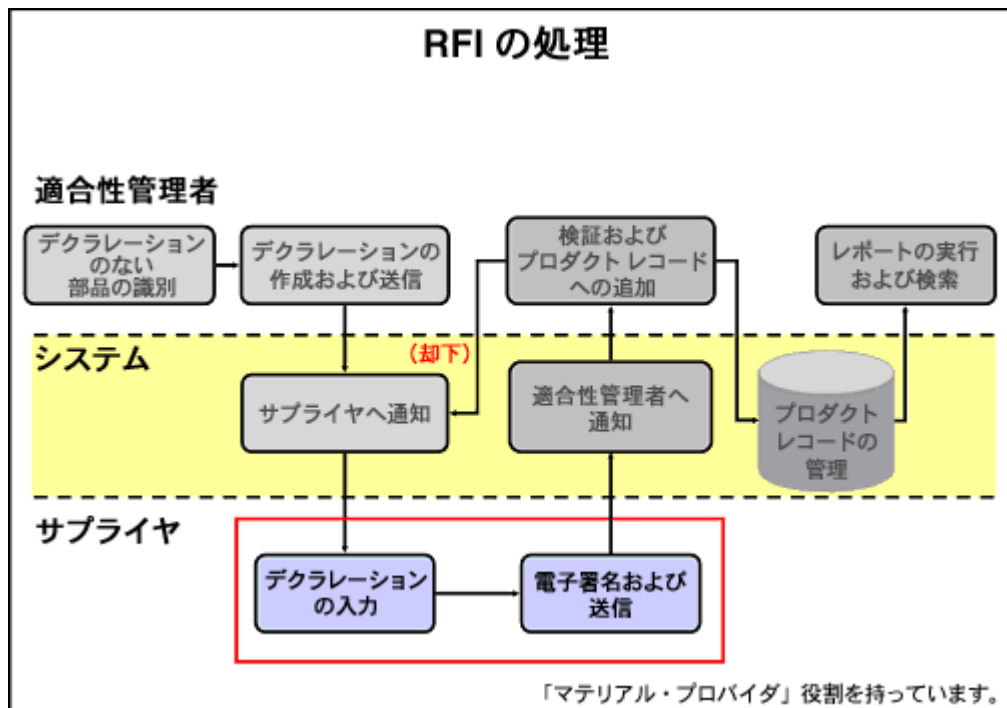 RFI の処理
適合性管理者
デクラレーション
のない
部品の識別
デクラレーションの
作成および送信
検証および
プロダクト レコード
への追加
レポートの実行
および検索
システム
(却下)
サプライヤへ通知
適合性管理者へ
通知
プロダクト
レコードの
管理
サプライヤ
デクラレーション
の入力
電子署名および
送信
「マテリアル・プロバイダ」役割を持っています。